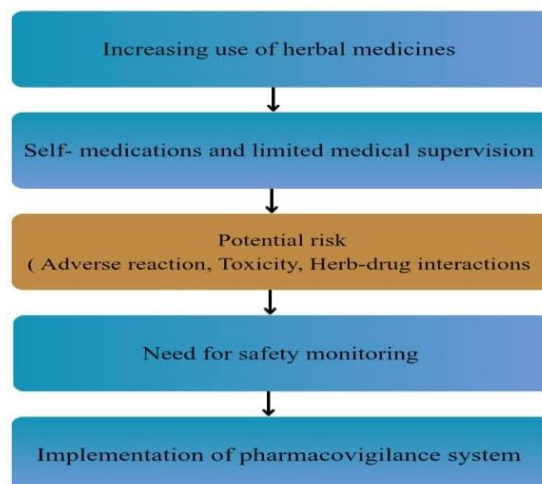 Increasing use of herbal medicines
Self- medications and limited medical supervision
Potential risk
( Adverse reaction, Toxicity, Herb-drug interactions
Need for safety monitoring
Implementation of pharmacovigilance system